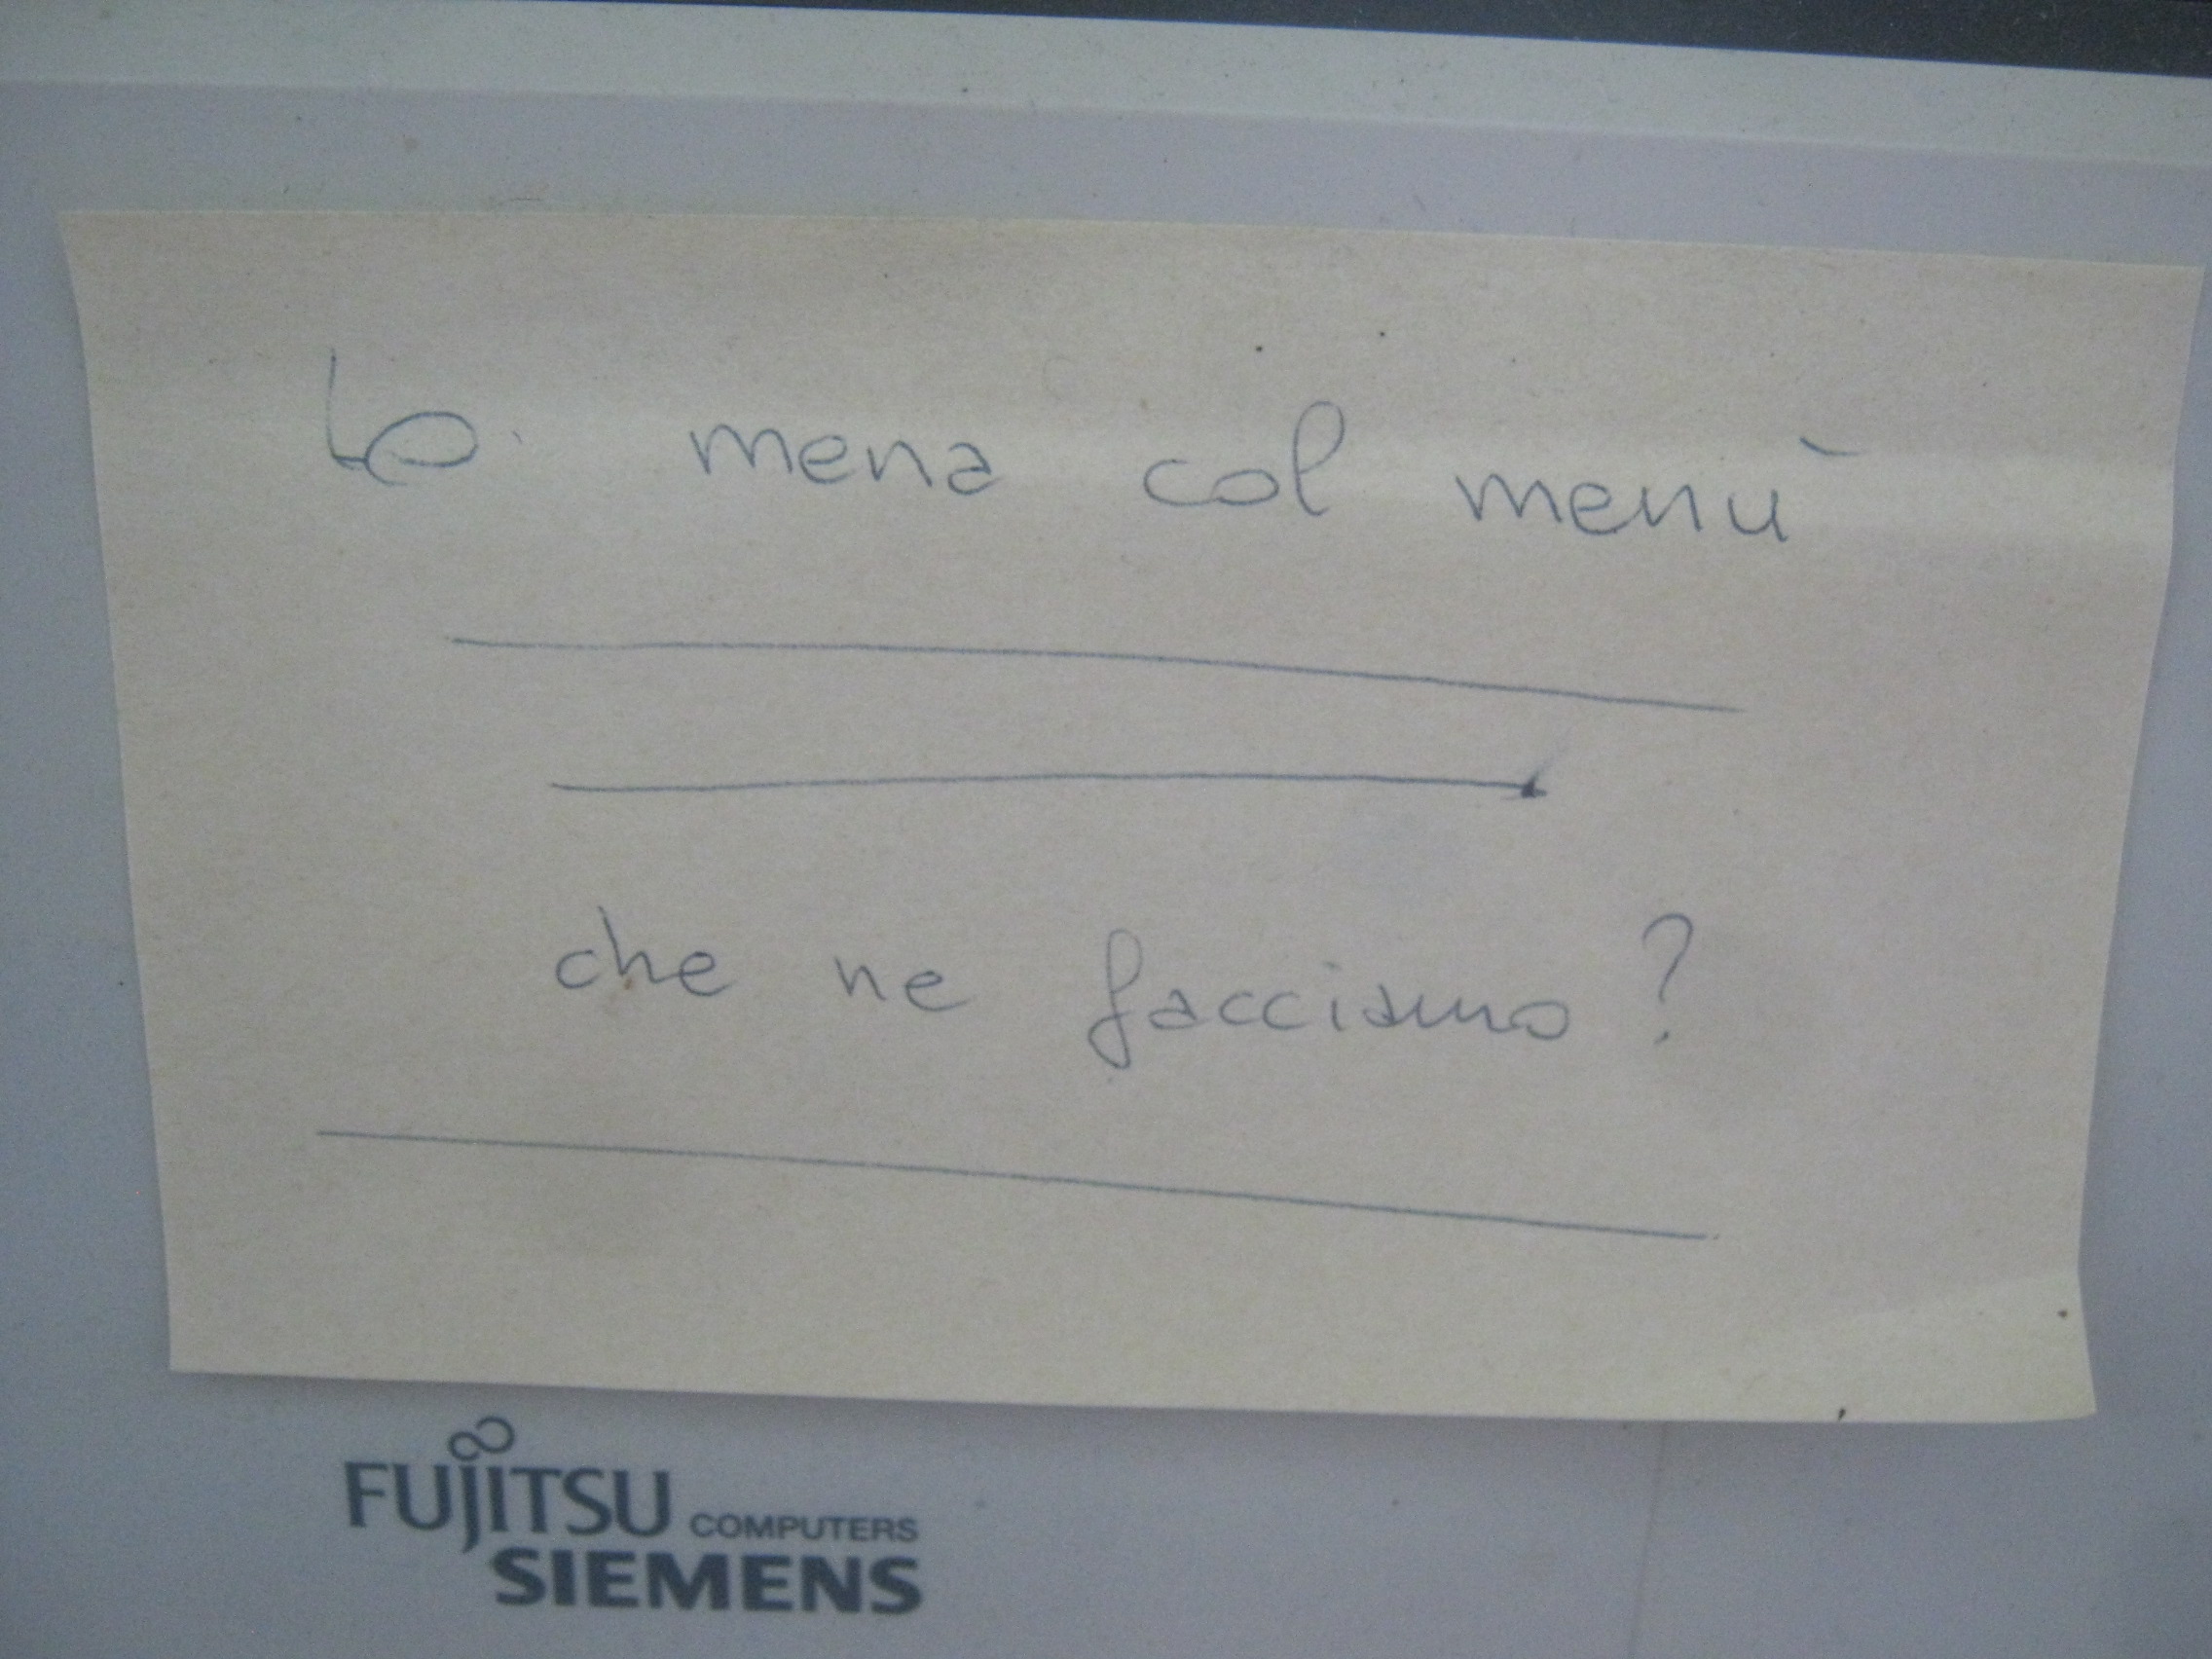 Lo mena col menù
che ne facciamo?
FUJITSU COMPUTERS
SIEMENS